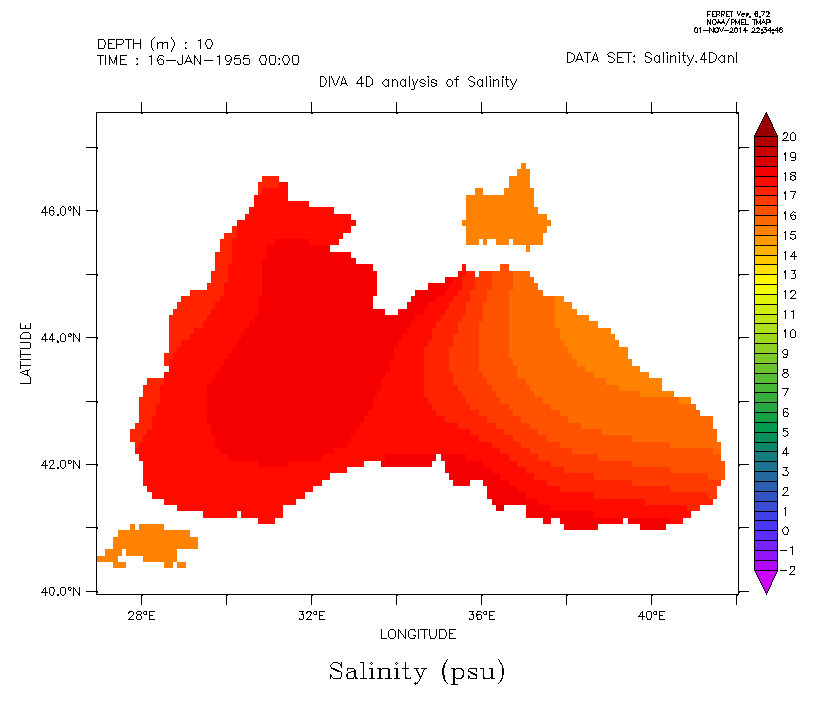 FERRET Ver. 6.72
NOAA/PMEL TMAP
01-NOV-2014 22:34:46
DEPTH (m) : 10
TIME : 16-JAN-1955 00:00
DATA SET: Salinity.4Danl
DIVA 4D analysis of Salinity
20
19
18
17
16
15
14
13
12
11
10
9
8
7
6
5
4
3
2
1
0
-1
-2
46.0°N
44.0°N
42.0°N
40.0°N
LATITUDE
28°E 32°E 36°E 40°E
LONGITUDE
Salinity (psu)